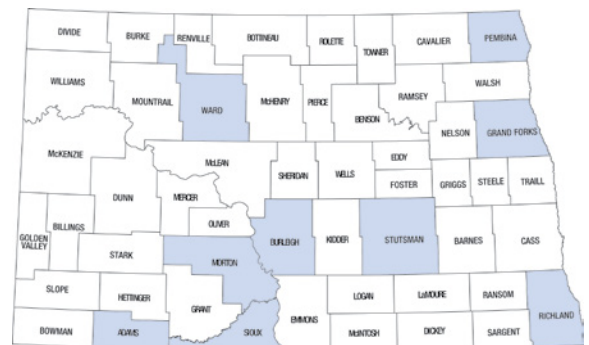 DIVIDE
BURKE
RENVILLE
BOTTINEAU
ROLETTE
TOWNER
CAVALIER
PEMBINA
WILLIAMS
MOUNTRAIL
WARD
McHENRY
PIERCE
BENSON
RAMSEY
WALSH
NELSON
GRAND FORKS
McKENZIE
McLEAN
SHERIDAN
WELLS
EDDY
FOSTER
GRIGGS
STEELE
TRAILL
DUNN
MERCER
OLIVER
GOLDEN
VALLEY
BILLINGS
STARK
MORTON
BURLEIGH
KIDDER
STUTSMAN
BARNES
CASS
SLOPE
HETTINGER
GRANT
EMMONS
LOGAN
LaMOURE
RANSOM
RICHLAND
BOWMAN
ADAMS
SIOUX
McINTOSH
DICKEY
SARGENT